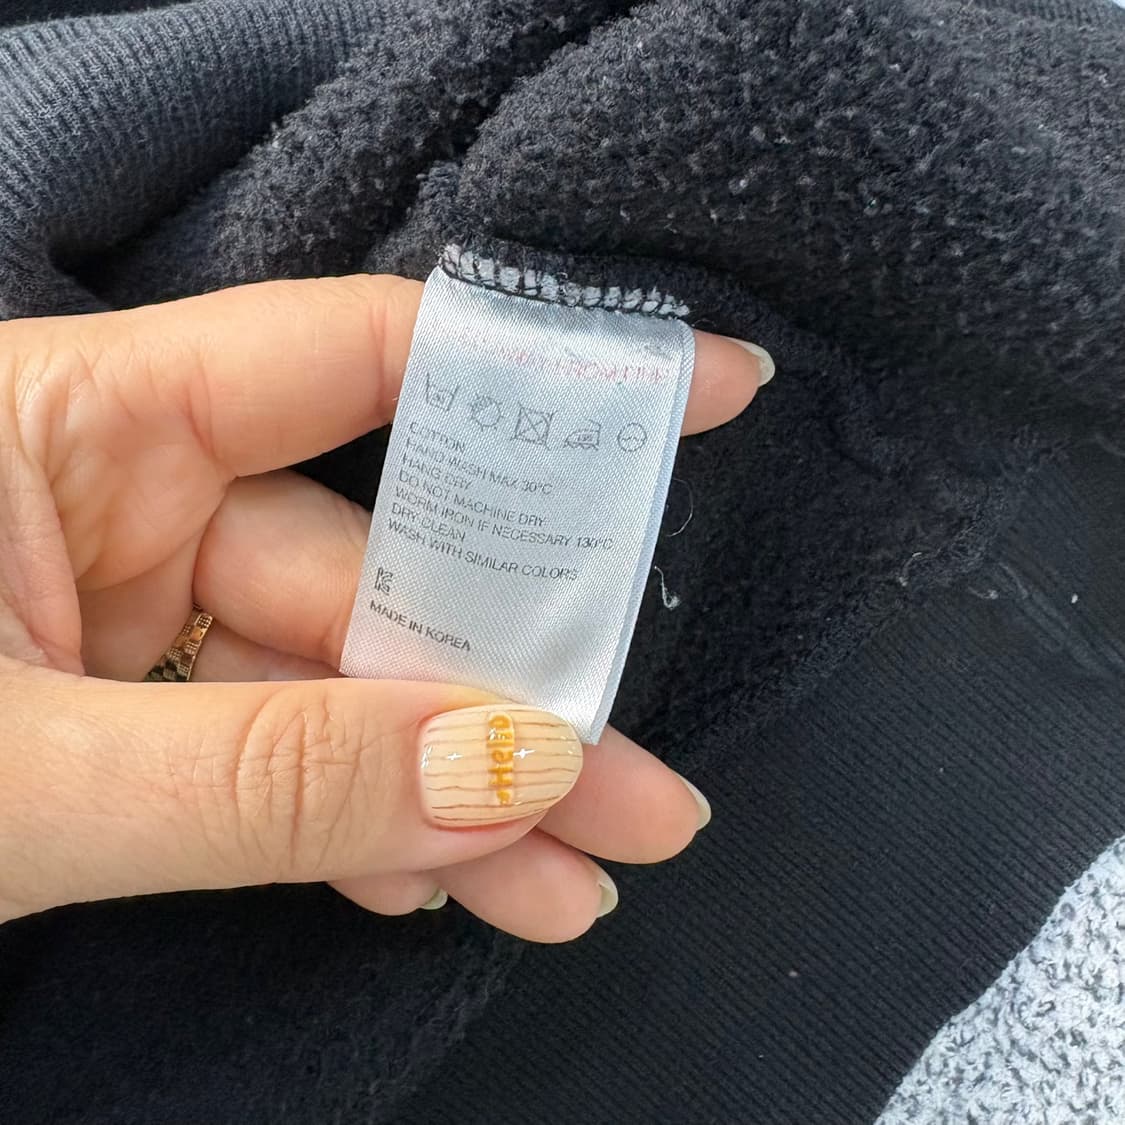 COTTON
HAND WASH MAX 30°C
HANG DRY
DO NOT MACHINE DRY
WORM IRON IF NECESSARY 130°C
DRY CLEAN
WASH WITH SIMILAR COLORS
MADE IN KOREA
Hello